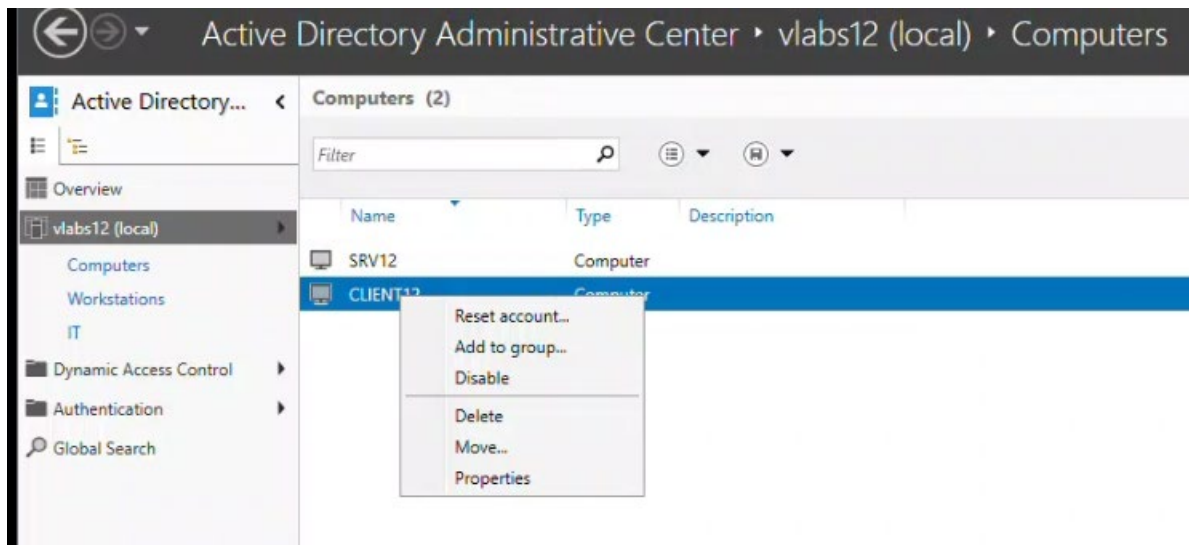 Active Directory Administrative Center ‣ vlabs12 (local) ‣ Computers
Active Directory...
Computers (2)
Filter
Overview
vlabs12 (local)
Computers
Workstations
IT
Dynamic Access Control
Authentication
Global Search
Name Type Description
SRV12 Computer
CLIENT12 Computer
Reset account...
Add to group...
Disable
Delete
Move...
Properties